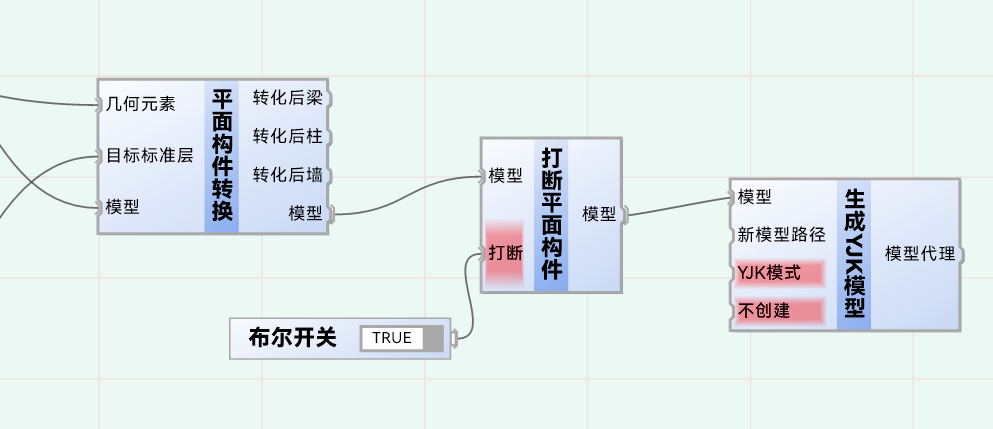 几何元素
目标标准层
模型
平面构件转换
转化后梁
转化后柱
转化后墙
模型
布尔开关
TRUE
模型
打断
打断平面构件
模型
模型
新模型路径
YJK模式
不创建
生成YJK模型
模型代理